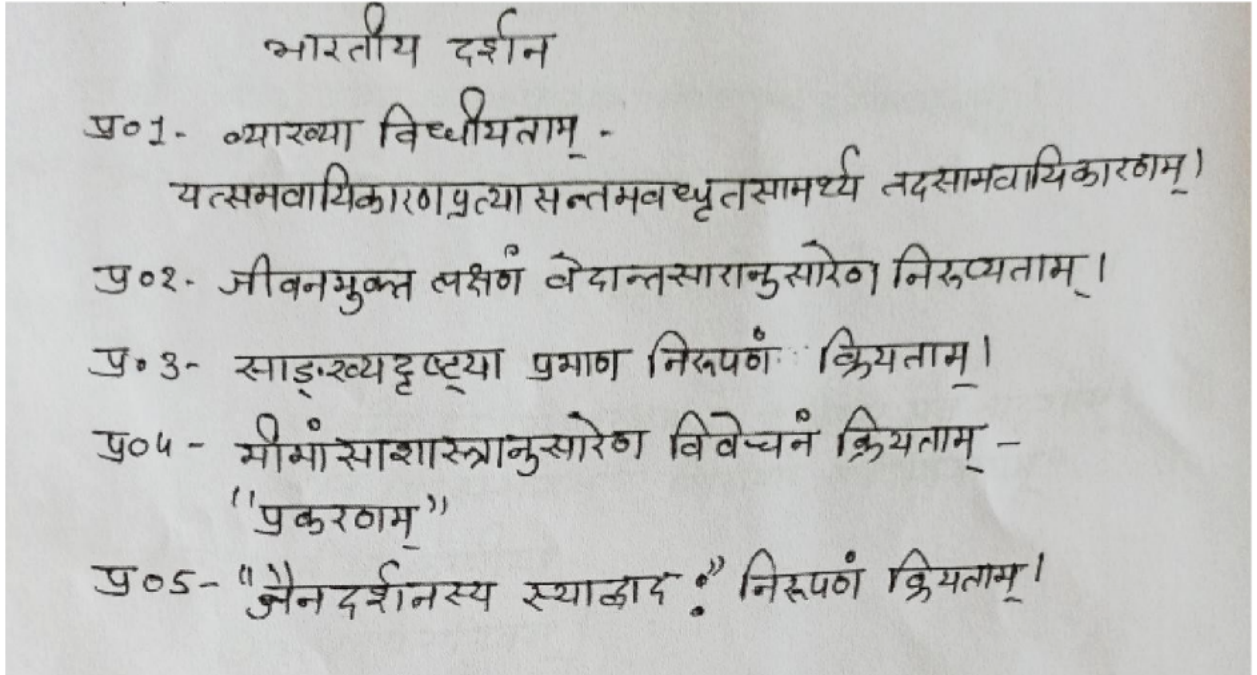 भारतीय दर्शन
प्र०1- व्याख्या विधीयताम् -
यत्समवायिकारणप्रत्यासन्तमवधृतसामर्थ्य तदसामवायिकारणम्।
प्र०२- जीवनमुक्त लक्षणं वेदान्तसारानुसारेण निरुप्यताम्।
प्र०3- साङ्ख्यदृष्ट्या प्रमाण निरूपणं क्रियताम्।
प्र०4- मीमांसाशास्त्रानुसारेण विवेचनं क्रियताम् -
"प्रकरणम्"
प्र०5- "जैनदर्शनस्य स्याद्वाद :" निरूपणं क्रियताम्।